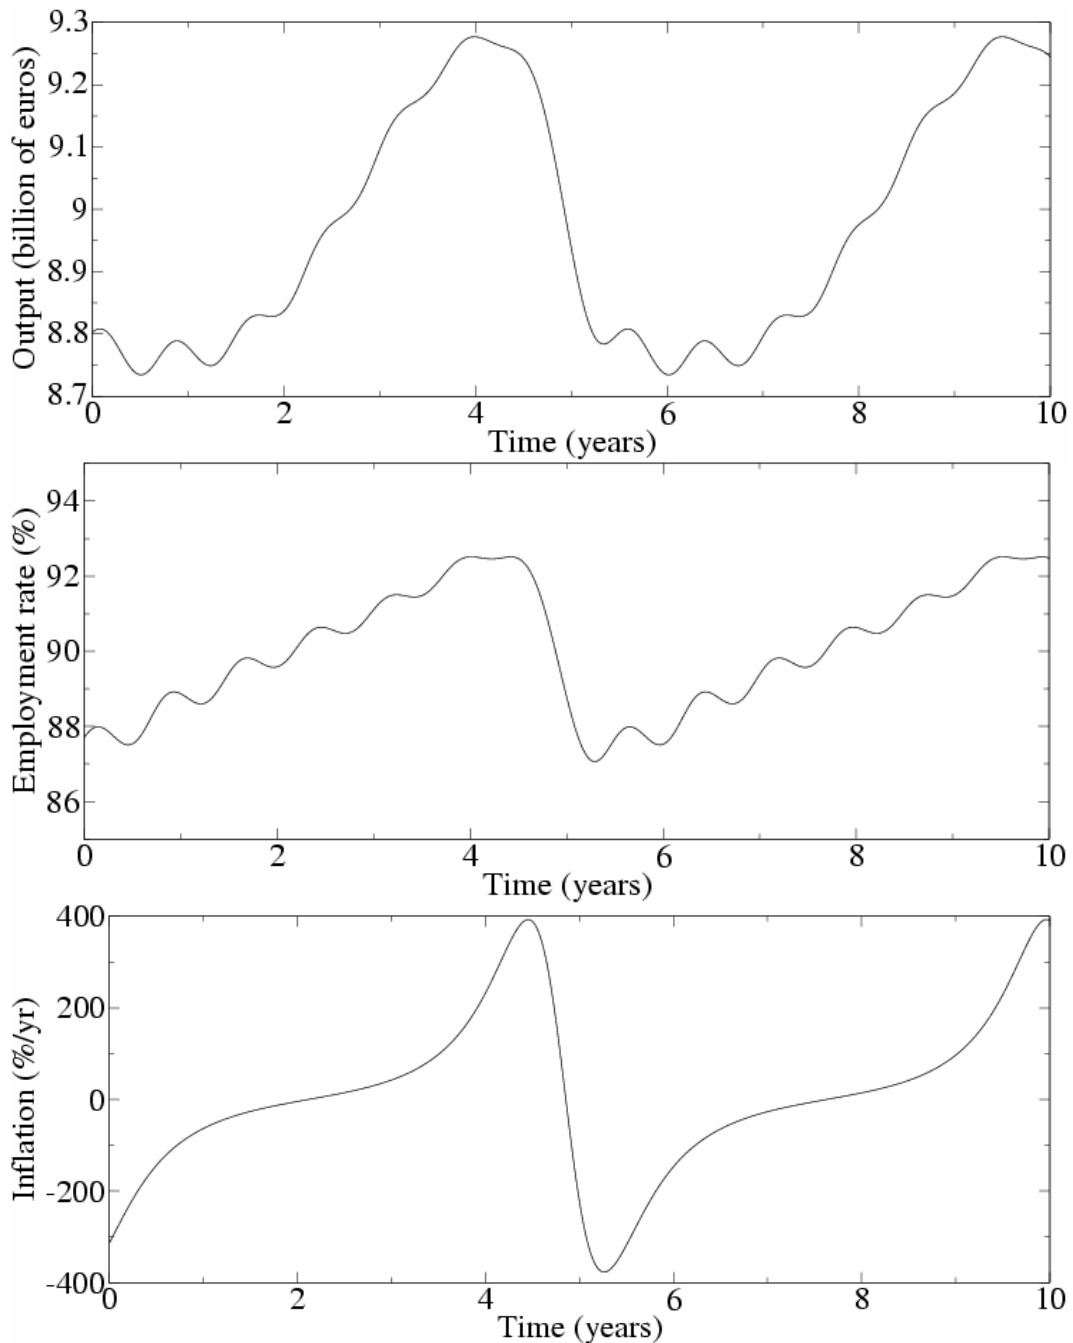 Output (billion of euros)
9.3
9.2
9.1
9
8.9
8.8
8.7
0 2 4 6 8 10
Time (years)
Employment rate (%)
94
92
90
88
86
0 2 4 6 8 10
Time (years)
Inflation (%/yr)
400
200
0
-200
-400
0 2 4 6 8 10
Time (years)